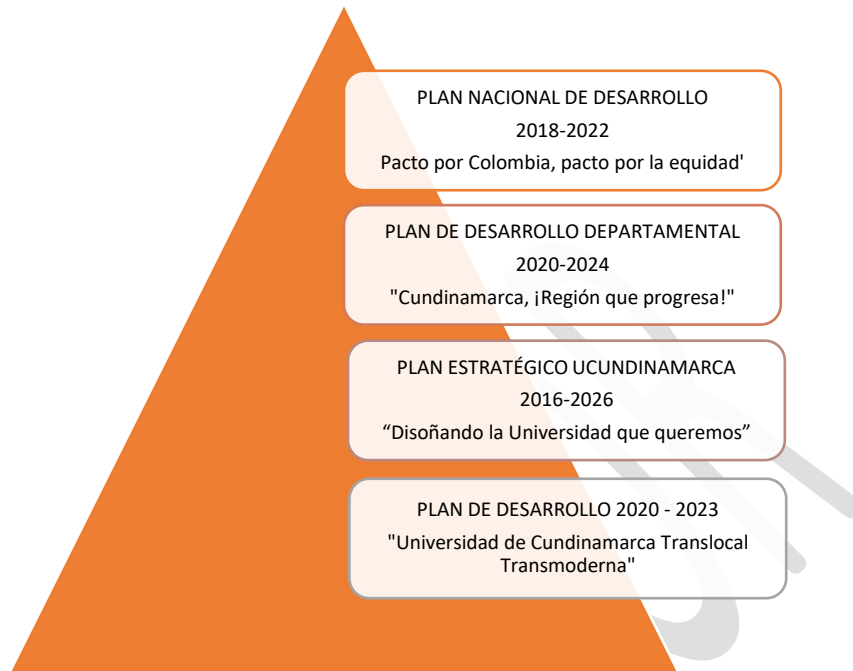 PLAN NACIONAL DE DESARROLLO
2018-2022
Pacto por Colombia, pacto por la equidad'
PLAN DE DESARROLLO DEPARTAMENTAL
2020-2024
"Cundinamarca, ¡Región que progresa!"
PLAN ESTRATÉGICO UCUNDINAMARCA
2016-2026
“Disoñando la Universidad que queremos”
PLAN DE DESARROLLO 2020 - 2023
"Universidad de Cundinamarca Translocal
Transmoderna"